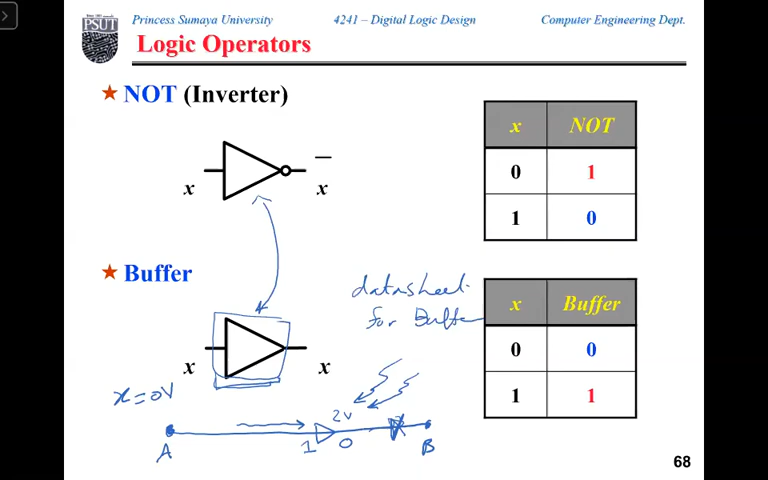 Princess Sumaya University 4241 – Digital Logic Design Computer Engineering Dept.
PSUT
Logic Operators
★ NOT (Inverter)
x x
x NOT
0 1
1 0
★ Buffer
datasheet
for Buffer
x x
x Buffer
0 0
1 1
x=0V
2V
A 1 0 B
68